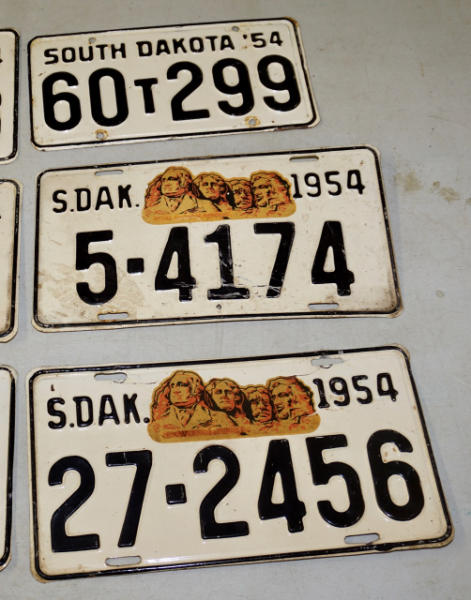 SOUTH DAKOTA '54
60T299
S.DAK. 1954
5-4174
S.DAK. 1954
27-2456